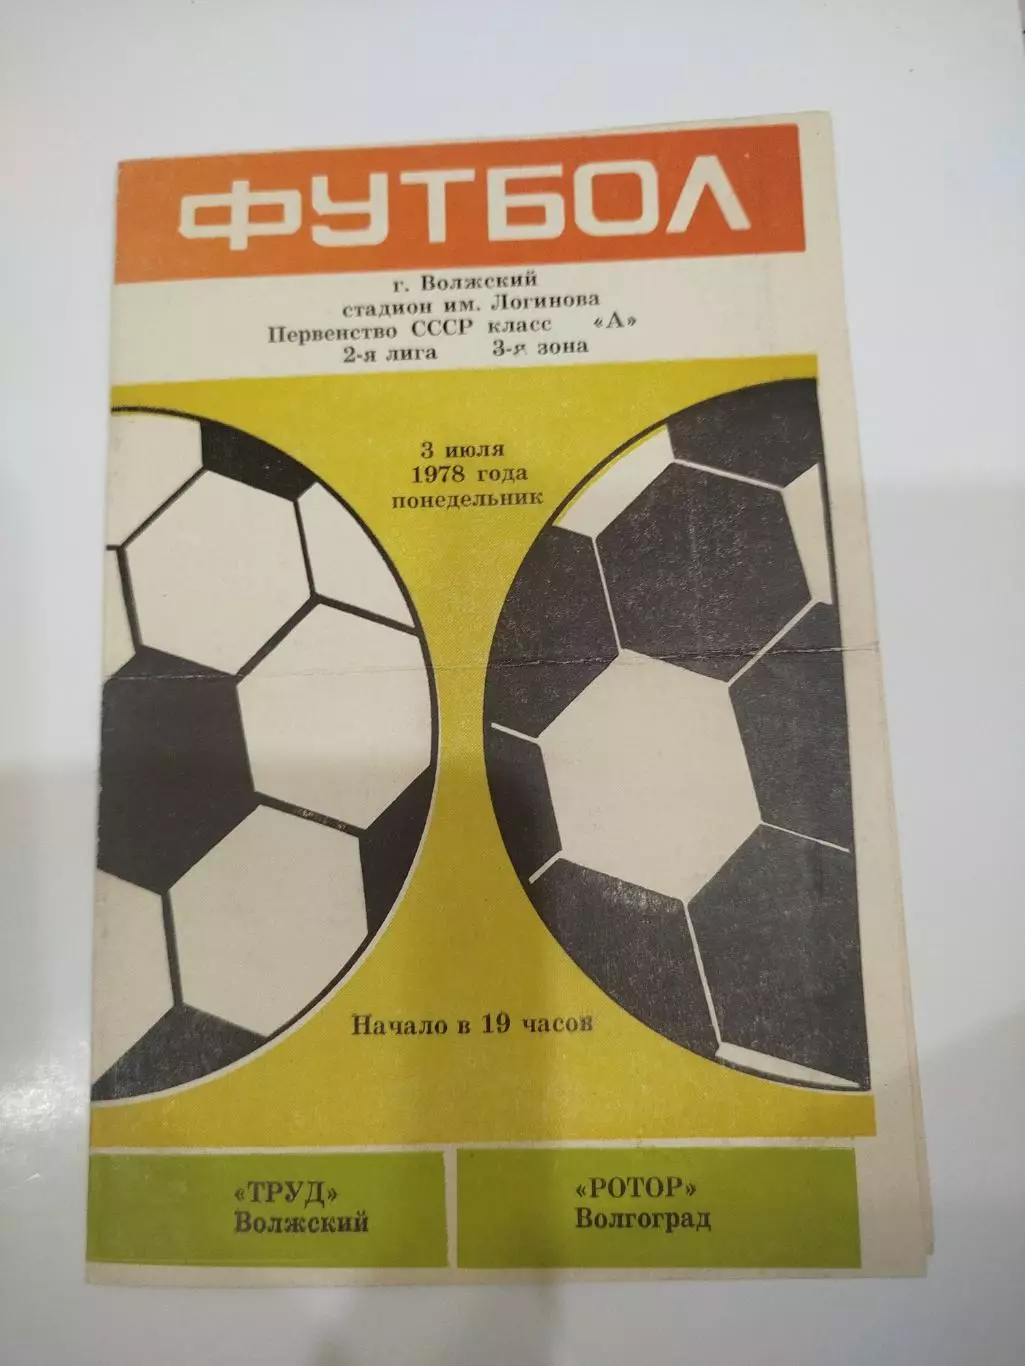 ФУТБОЛ
г. Волжский
стадион им. Логинова
Первенство СССР класс «А»
2-я лига 3-я зона
3 июля
1978 года
понедельник
Начало в 19 часов
«ТРУД»
Волжский
«РОТОР»
Волгоград